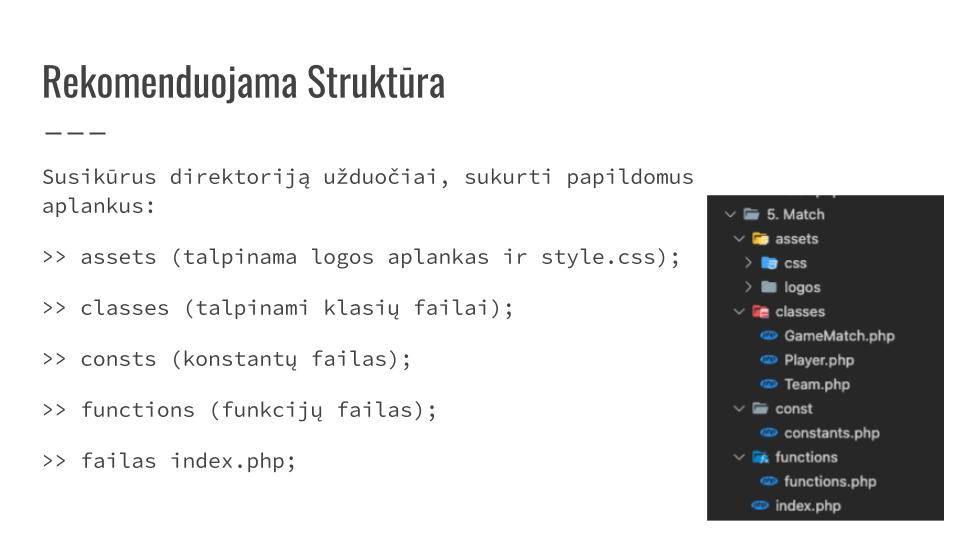 Rekomenduojama Struktūra
Susikūrus direktoriją užduočiai, sukurti papildomus
aplankus:
>> assets (talpinama logos aplankas ir style.css);
>> classes (talpinami klasių failai);
>> consts (konstantų failas);
>> functions (funkcijų failas);
>> failas index.php;
5. Match
assets
css
logos
classes
GameMatch.php
Player.php
Team.php
const
constants.php
functions
functions.php
index.php